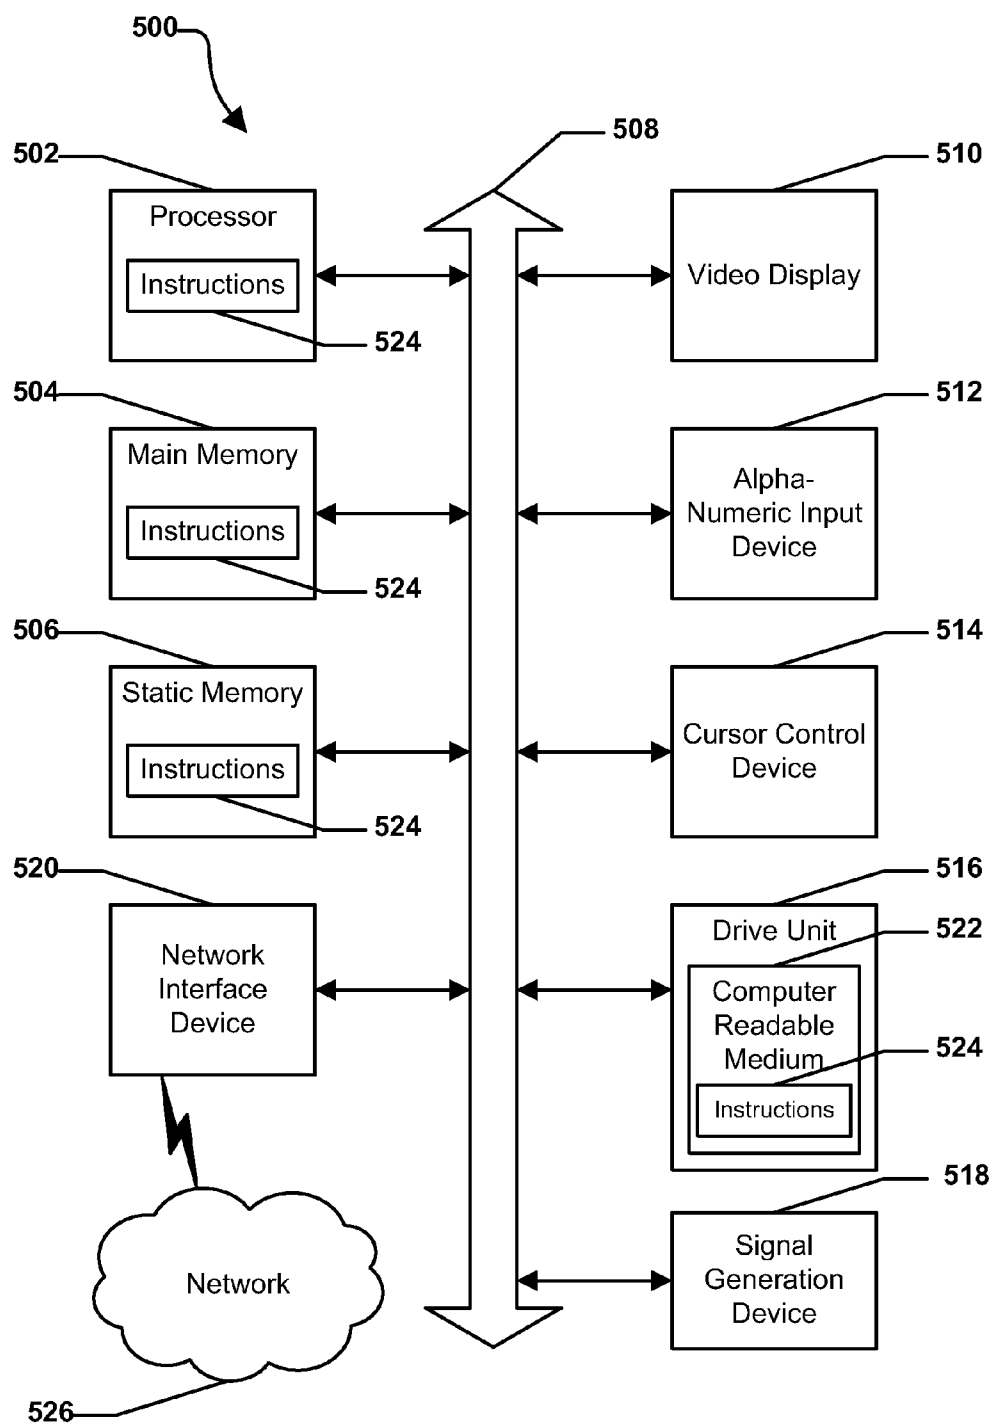 500
508
502
Processor
Instructions
524
504
Main Memory
Instructions
524
506
Static Memory
Instructions
524
520
Network
Interface
Device
Network
526
510
Video Display
512
Alpha-
Numeric Input
Device
514
Cursor Control
Device
516
Drive Unit
522
Computer
Readable
Medium
524
Instructions
518
Signal
Generation
Device